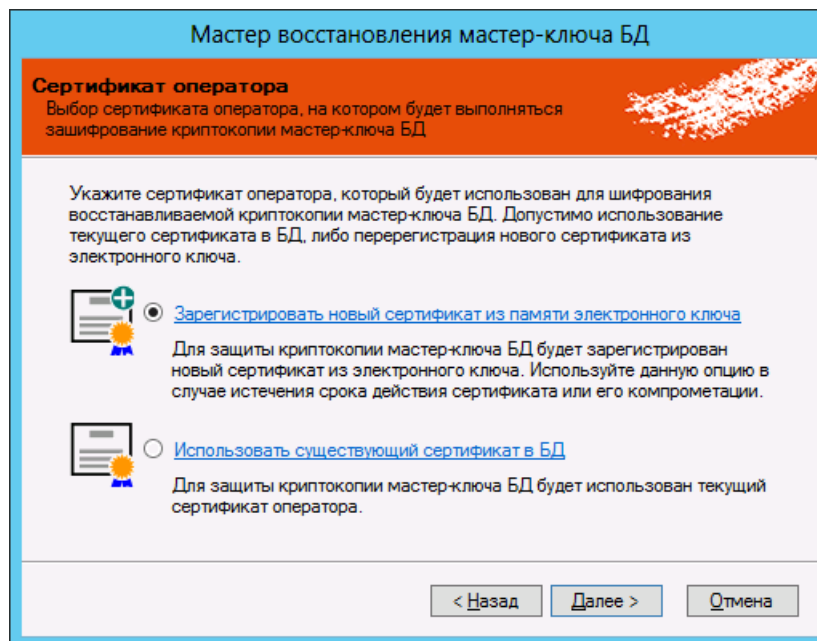 Мастер восстановления мастер-ключа БД
Сертификат оператора
Выбор сертификата оператора, на котором будет выполняться
зашифрование криптокопии мастер-ключа БД
Укажите сертификат оператора, который будет использован для шифрования
восстанавливаемой криптокопии мастер-ключа БД. Допустимо использование
текущего сертификата в БД, либо перерегистрация нового сертификата из
электронного ключа.
Зарегистрировать новый сертификат из памяти электронного ключа
Для защиты криптокопии мастер-ключа БД будет зарегистрирован
новый сертификат из электронного ключа. Используйте данную опцию в
случае истечения срока действия сертификата или его компрометации.
Использовать существующий сертификат в БД
Для защиты криптокопии мастер-ключа БД будет использован текущий
сертификат оператора.
< Назад Далее > Отмена